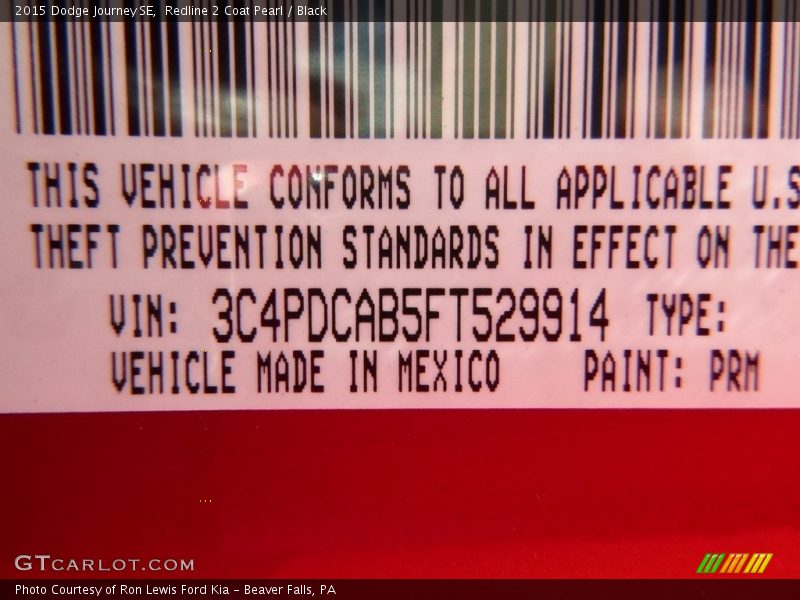 2015 Dodge Journey SE, Redline 2 Coat Pearl / Black
THIS VEHICLE CONFORMS TO ALL APPLICABLE U.S
THEFT PREVENTION STANDARDS IN EFFECT ON THE
VIN: 3C4PDCAB5FT529914 TYPE:
VEHICLE MADE IN MEXICO PAINT: PRM
GTCARLOT.COM
Photo Courtesy of Ron Lewis Ford Kia - Beaver Falls, PA